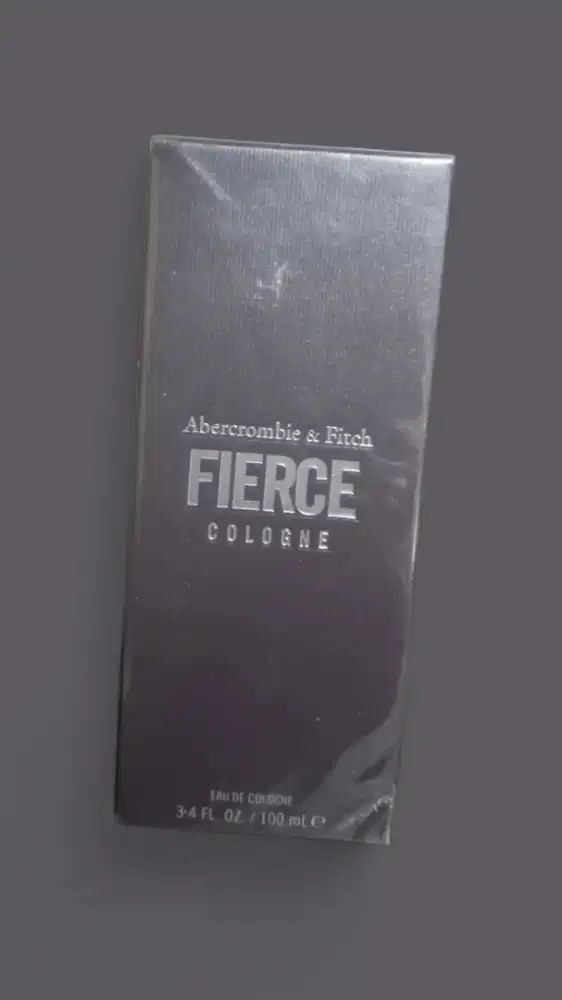 Abercrombie & Fitch
FIERCE
COLOGNE
EAU DE COLOGNE
3·4 FL. OZ. / 100 mL ℮